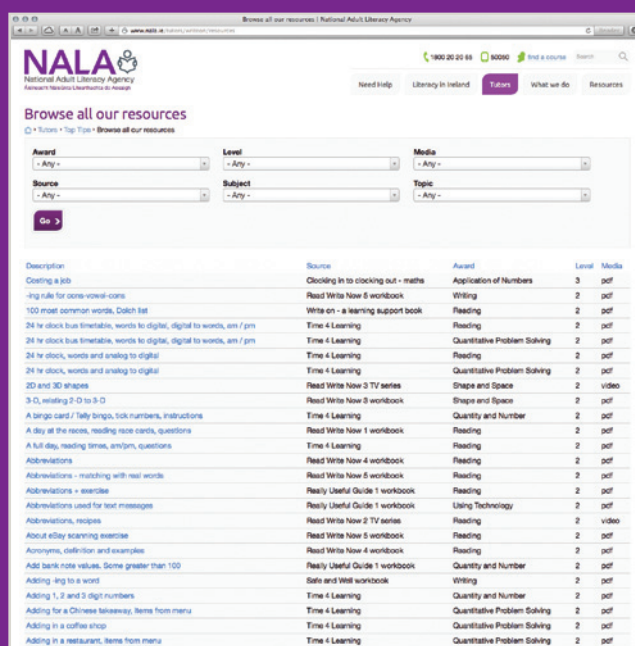 Browse all our resources | National Adult Literacy Agency
www.nala.ie/tutors/writeon/resources
Reader
NALA
National Adult Literacy Agency
Áisineacht Náisiúnta Litearthachta do Aosaigh
1800 20 20 65 50050 find a course Search
Need Help Literacy in Ireland Tutors What we do Resources
Browse all our resources
• Tutors • Top Tips • Browse all our resources
Award Level Media
- Any - - Any - - Any -
Source Subject Topic
- Any - - Any - - Any -
Go >
Description Source Award Level Media
Costing a job Clocking in to clocking out - maths Application of Numbers 3 pdf
-ing rule for cons-vowel-cons Read Write Now 5 workbook Writing 2 pdf
100 most common words, Dolch list Write on - a learning support book Reading 2 pdf
24 hr clock bus timetable, words to digital, digital to words, am / pm Time 4 Learning Reading 2 pdf
24 hr clock bus timetable, words to digital, digital to words, am / pm Time 4 Learning Quantitative Problem Solving 2 pdf
24 hr clock, words and analog to digital Time 4 Learning Reading 2 pdf
24 hr clock, words and analog to digital Time 4 Learning Quantitative Problem Solving 2 pdf
2D and 3D shapes Read Write Now 3 TV series Shape and Space 2 video
3-D, relating 2-D to 3-D Read Write Now 3 workbook Shape and Space 2 pdf
A bingo card / Telly bingo, tick numbers, instructions Time 4 Learning Quantity and Number 2 pdf
A day at the races, reading race cards, questions Read Write Now 1 workbook Reading 2 pdf
A full day, reading times, am/pm, questions Time 4 Learning Reading 2 pdf
Abbreviations Read Write Now 4 workbook Reading 2 pdf
Abbreviations - matching with real words Read Write Now 5 workbook Reading 2 pdf
Abbreviations + exercise Really Useful Guide 1 workbook Reading 2 pdf
Abbreviations used for text messages Really Useful Guide 1 workbook Using Technology 2 pdf
Abbreviations, recipes Read Write Now 2 TV series Reading 2 video
About eBay scanning exercise Read Write Now 5 workbook Reading 2 pdf
Acronyms, definition and examples Read Write Now 4 workbook Reading 2 pdf
Add bank note values. Some greater than 100 Really Useful Guide 1 workbook Quantity and Number 2 pdf
Adding -ing to a word Safe and Well workbook Writing 2 pdf
Adding 1, 2 and 3 digit numbers Time 4 Learning Quantity and Number 2 pdf
Adding for a Chinese takeaway, items from menu Time 4 Learning Quantitative Problem Solving 2 pdf
Adding in a coffee shop Time 4 Learning Quantitative Problem Solving 2 pdf
Adding in a restaurant, items from menu Time 4 Learning Quantitative Problem Solving 2 pdf